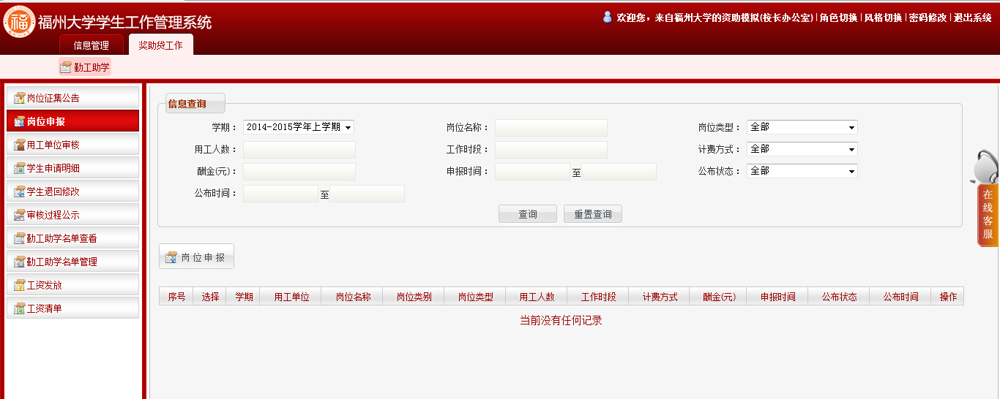 福
福州大学学生工作管理系统
欢迎您，来自福州大学的资助模拟(校长办公室) | 角色切换 | 风格切换 | 密码修改 | 退出系统
信息管理 奖助贷工作
勤工助学
岗位征集公告
岗位申报
用工单位审核
学生申请明细
学生退回修改
审核过程公示
勤工助学名单查看
勤工助学名单管理
工资发放
工资清单
信息查询
学期： 2014-2015学年上学期 岗位名称： 岗位类型： 全部
用工人数： 工作时段： 计费方式： 全部
酬金(元)： 申报时间： 至 公布状态： 全部
公布时间： 至
查询 重置查询
岗位申报
序号 选择 学期 用工单位 岗位名称 岗位类别 岗位类型 用工人数 工作时段 计费方式 酬金(元) 申报时间 公布状态 公布时间 操作
当前没有任何记录
在线客服